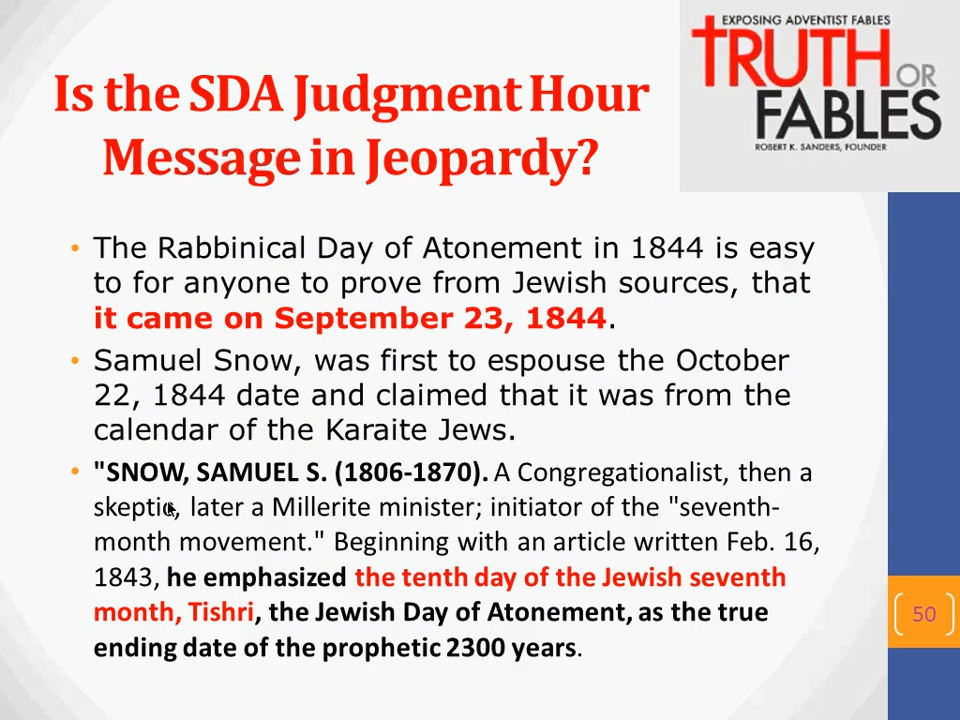 EXPOSING ADVENTIST FABLES
TRUTH OR
FABLES
ROBERT K. SANDERS, FOUNDER
Is the SDA Judgment Hour
Message in Jeopardy?
• The Rabbinical Day of Atonement in 1844 is easy
to for anyone to prove from Jewish sources, that
it came on September 23, 1844.
• Samuel Snow, was first to espouse the October
22, 1844 date and claimed that it was from the
calendar of the Karaite Jews.
• "SNOW, SAMUEL S. (1806-1870). A Congregationalist, then a
skeptic, later a Millerite minister; initiator of the "seventh-
month movement." Beginning with an article written Feb. 16,
1843, he emphasized the tenth day of the Jewish seventh
month, Tishri, the Jewish Day of Atonement, as the true
ending date of the prophetic 2300 years.
50